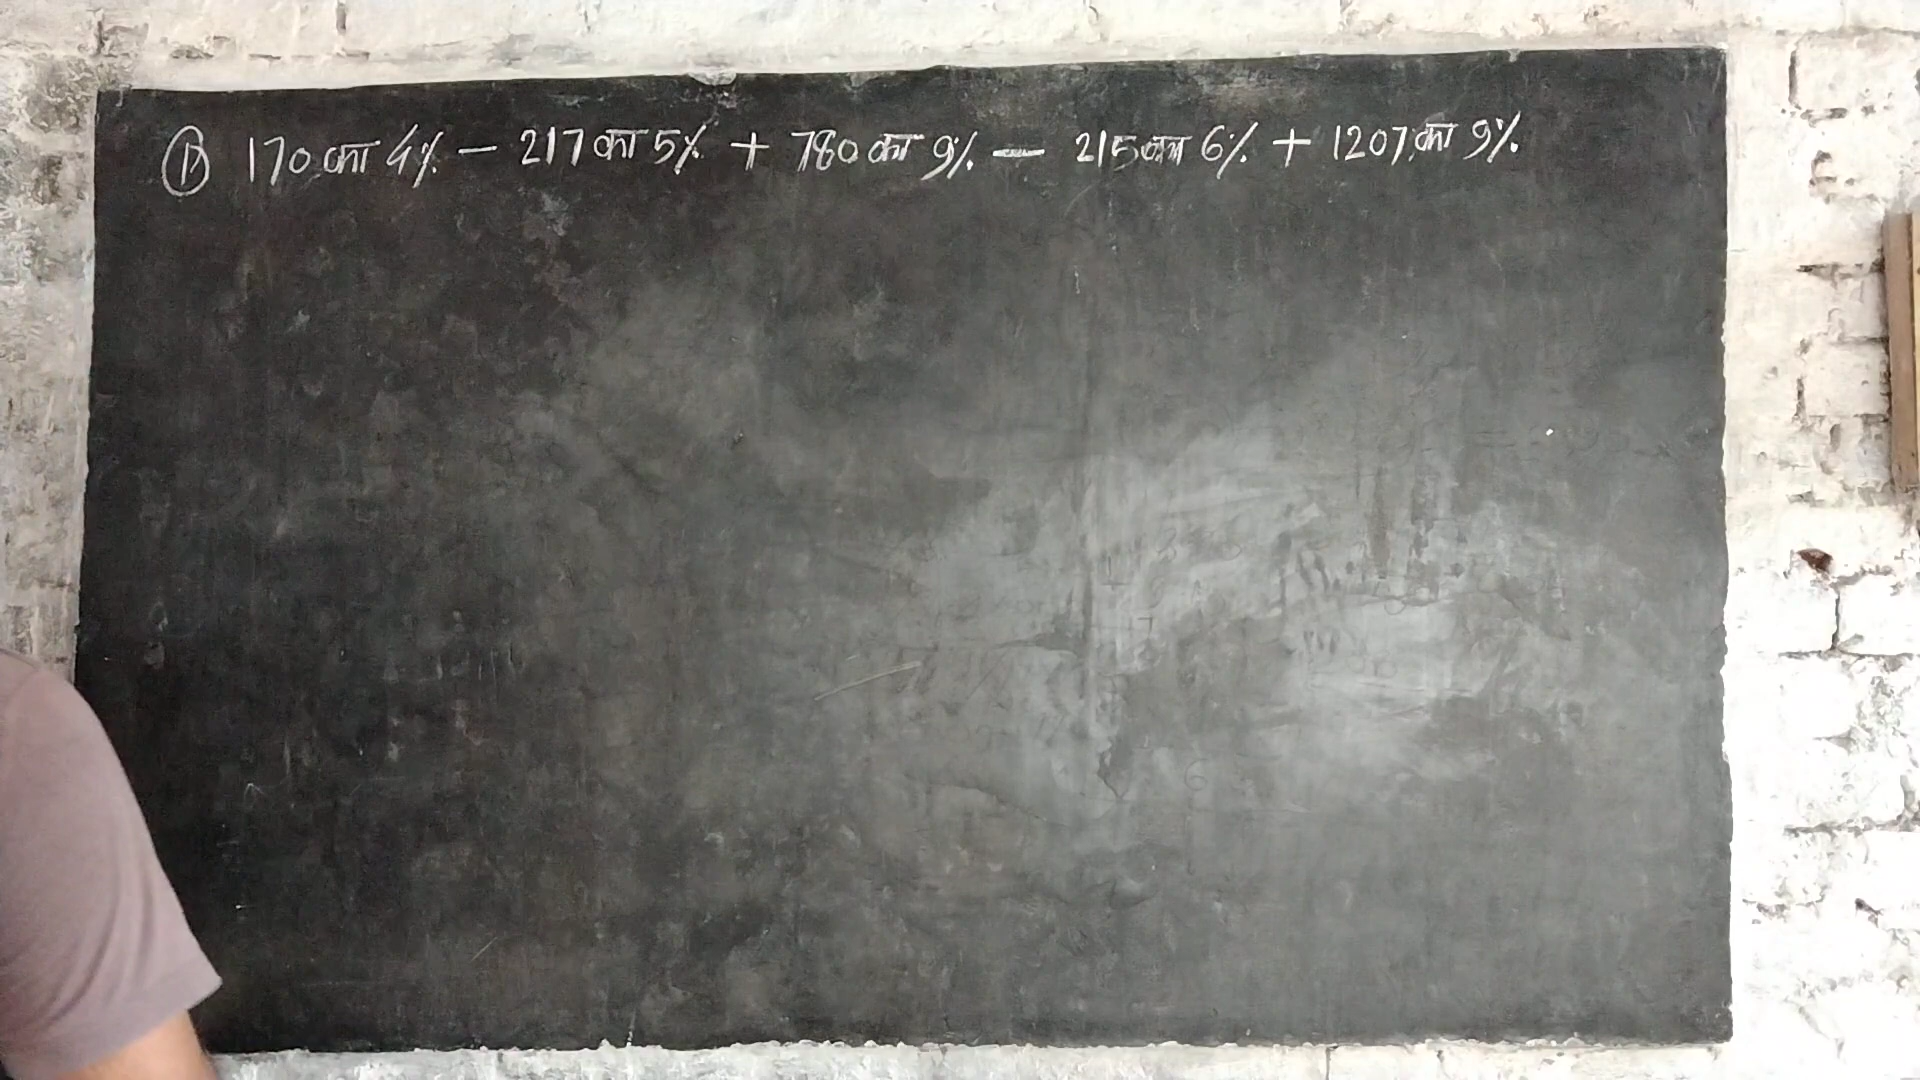 ① 170 का 4% - 217 का 5% + 780 का 9% - 215 का 6% + 1207 का 9%